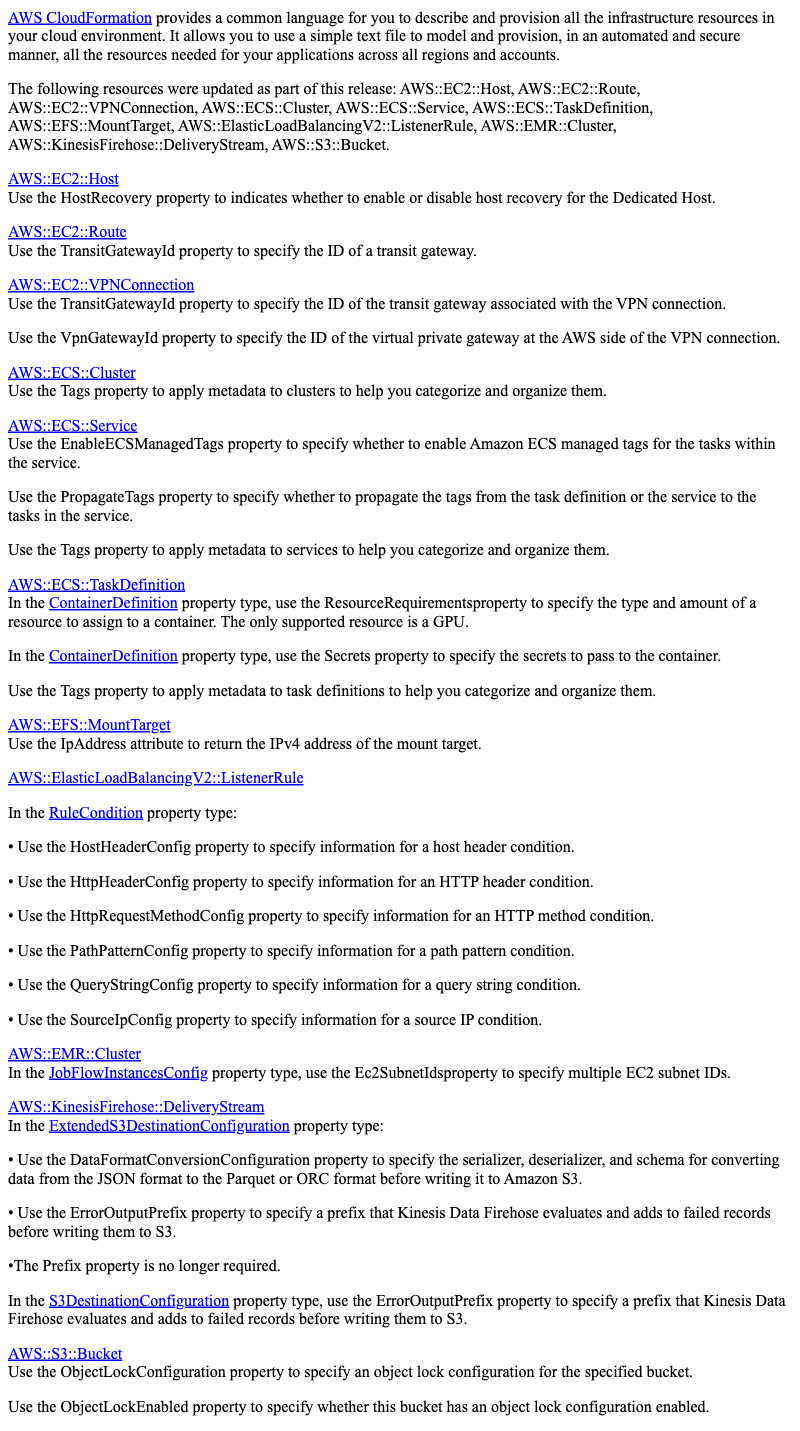 AWS CloudFormation provides a common language for you to describe and provision all the infrastructure resources in
your cloud environment. It allows you to use a simple text file to model and provision, in an automated and secure
manner, all the resources needed for your applications across all regions and accounts.
The following resources were updated as part of this release: AWS::EC2::Host, AWS::EC2::Route,
AWS::EC2::VPNConnection, AWS::ECS::Cluster, AWS::ECS::Service, AWS::ECS::TaskDefinition,
AWS::EFS::MountTarget, AWS::ElasticLoadBalancingV2::ListenerRule, AWS::EMR::Cluster,
AWS::KinesisFirehose::DeliveryStream, AWS::S3::Bucket.
AWS::EC2::Host
Use the HostRecovery property to indicates whether to enable or disable host recovery for the Dedicated Host.
AWS::EC2::Route
Use the TransitGatewayId property to specify the ID of a transit gateway.
AWS::EC2::VPNConnection
Use the TransitGatewayId property to specify the ID of the transit gateway associated with the VPN connection.
Use the VpnGatewayId property to specify the ID of the virtual private gateway at the AWS side of the VPN connection.
AWS::ECS::Cluster
Use the Tags property to apply metadata to clusters to help you categorize and organize them.
AWS::ECS::Service
Use the EnableECSManagedTags property to specify whether to enable Amazon ECS managed tags for the tasks within
the service.
Use the PropagateTags property to specify whether to propagate the tags from the task definition or the service to the
tasks in the service.
Use the Tags property to apply metadata to services to help you categorize and organize them.
AWS::ECS::TaskDefinition
In the ContainerDefinition property type, use the ResourceRequirementsproperty to specify the type and amount of a
resource to assign to a container. The only supported resource is a GPU.
In the ContainerDefinition property type, use the Secrets property to specify the secrets to pass to the container.
Use the Tags property to apply metadata to task definitions to help you categorize and organize them.
AWS::EFS::MountTarget
Use the IpAddress attribute to return the IPv4 address of the mount target.
AWS::ElasticLoadBalancingV2::ListenerRule
In the RuleCondition property type:
• Use the HostHeaderConfig property to specify information for a host header condition.
• Use the HttpHeaderConfig property to specify information for an HTTP header condition.
• Use the HttpRequestMethodConfig property to specify information for an HTTP method condition.
• Use the PathPatternConfig property to specify information for a path pattern condition.
• Use the QueryStringConfig property to specify information for a query string condition.
• Use the SourceIpConfig property to specify information for a source IP condition.
AWS::EMR::Cluster
In the JobFlowInstancesConfig property type, use the Ec2SubnetIdsproperty to specify multiple EC2 subnet IDs.
AWS::KinesisFirehose::DeliveryStream
In the ExtendedS3DestinationConfiguration property type:
• Use the DataFormatConversionConfiguration property to specify the serializer, deserializer, and schema for converting
data from the JSON format to the Parquet or ORC format before writing it to Amazon S3.
• Use the ErrorOutputPrefix property to specify a prefix that Kinesis Data Firehose evaluates and adds to failed records
before writing them to S3.
•The Prefix property is no longer required.
In the S3DestinationConfiguration property type, use the ErrorOutputPrefix property to specify a prefix that Kinesis Data
Firehose evaluates and adds to failed records before writing them to S3.
AWS::S3::Bucket
Use the ObjectLockConfiguration property to specify an object lock configuration for the specified bucket.
Use the ObjectLockEnabled property to specify whether this bucket has an object lock configuration enabled.